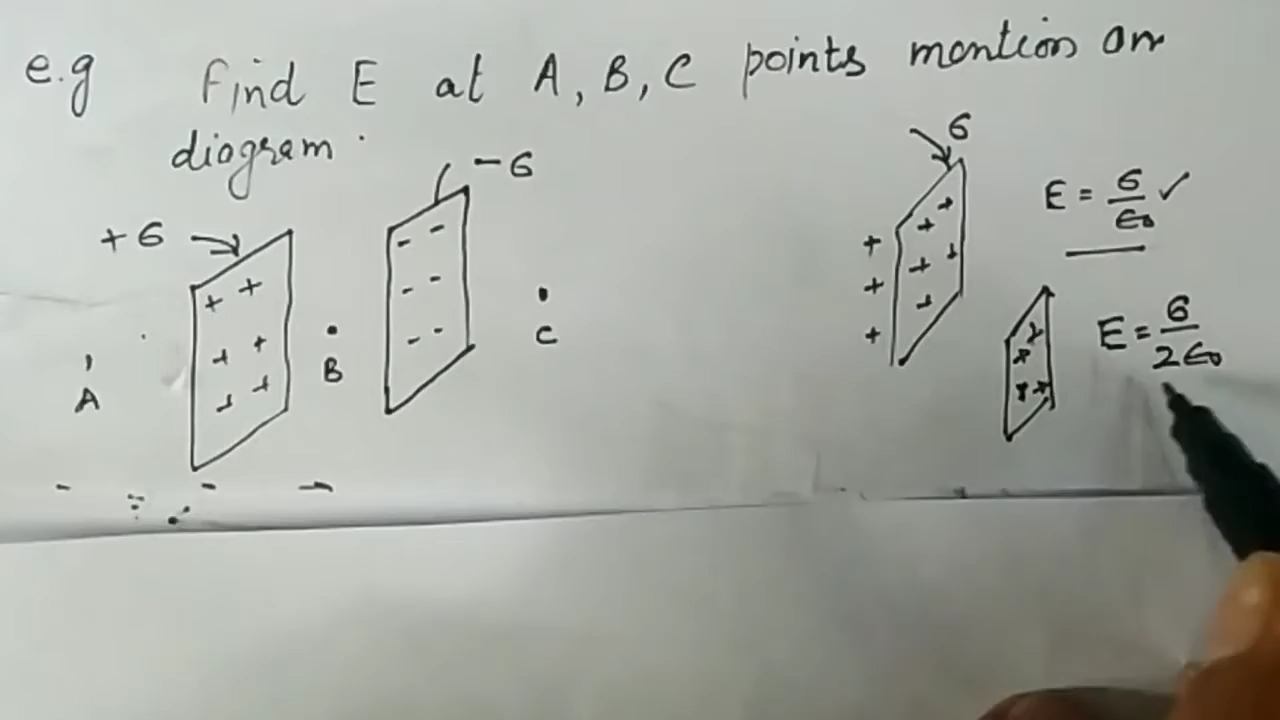 e.g Find E at A, B, C points mention on
diagram.
+σ
-σ
A
B
C
σ
E = σ/ϵ₀ ✓
E = σ/2ϵ₀